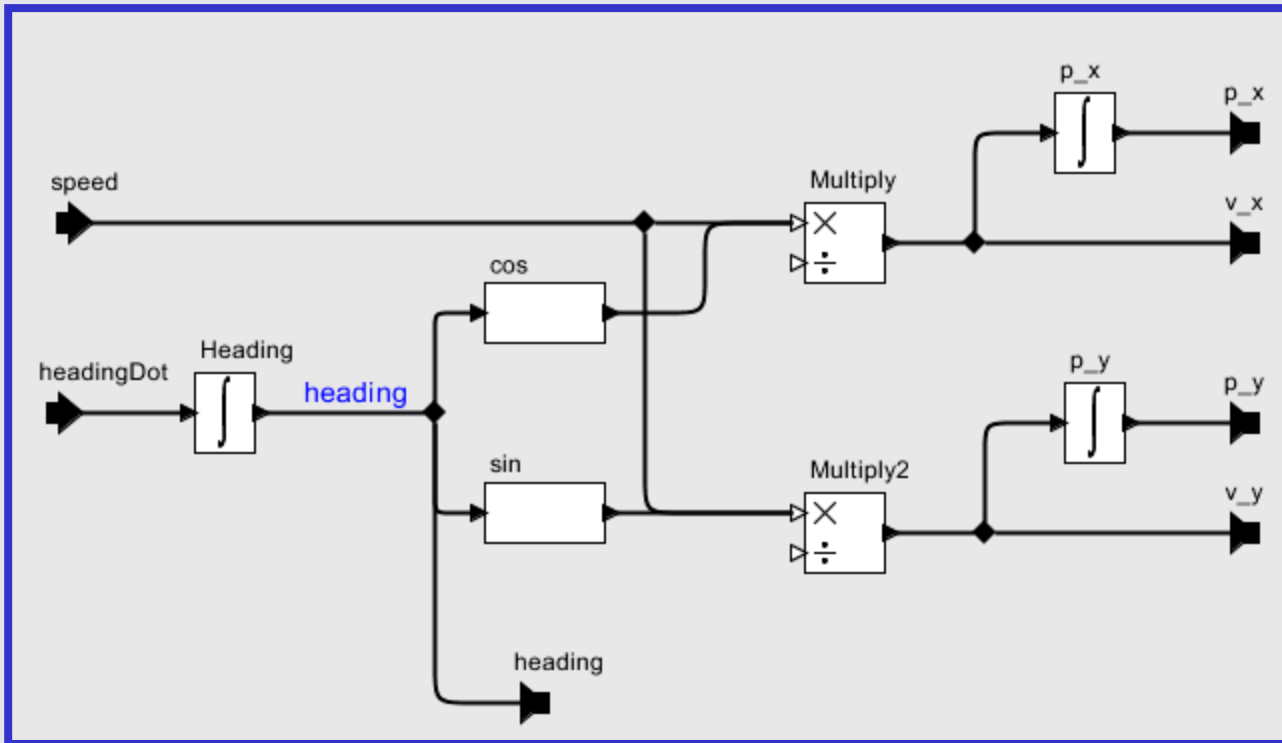 p_x
p_x
speed
Multiply
v_x
cos
×
÷
Heading
headingDot
heading
∫
p_y
p_y
sin
Multiply2
v_y
×
÷
heading